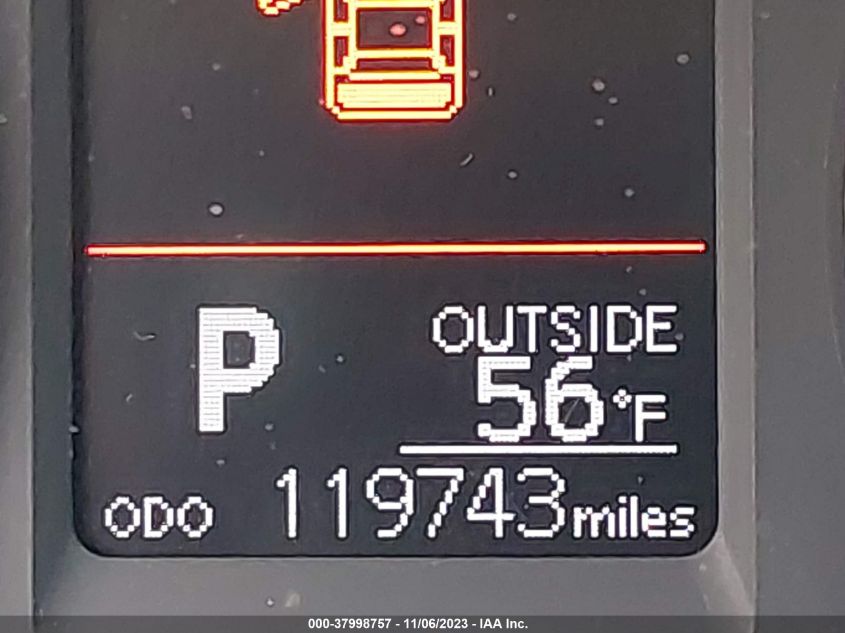 P
OUTSIDE
56°F
ODO 119743 miles
000-37998757 - 11/06/2023 - IAA Inc.